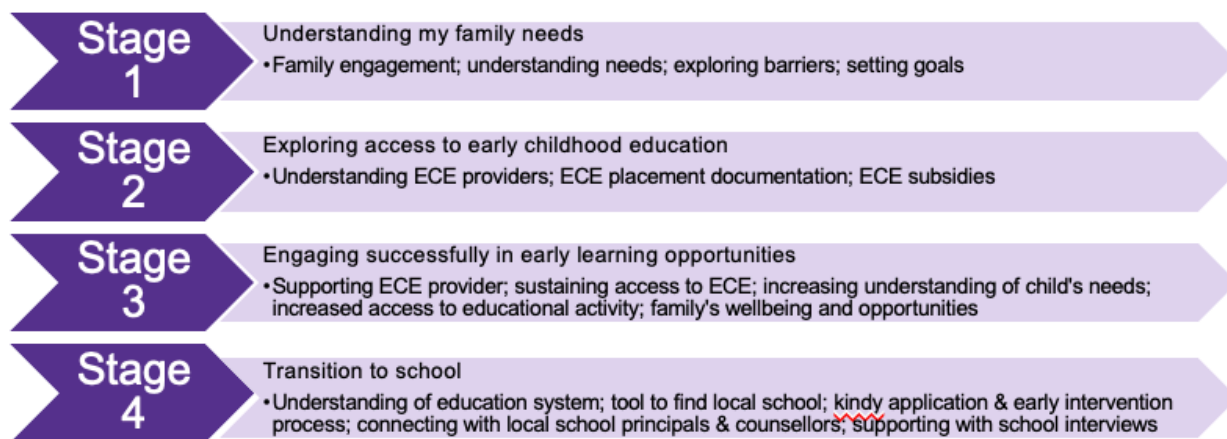 Stage
1
Understanding my family needs
•Family engagement; understanding needs; exploring barriers; setting goals
Stage
2
Exploring access to early childhood education
•Understanding ECE providers; ECE placement documentation; ECE subsidies
Stage
3
Engaging successfully in early learning opportunities
•Supporting ECE provider; sustaining access to ECE; increasing understanding of child's needs;
increased access to educational activity; family's wellbeing and opportunities
Stage
4
Transition to school
•Understanding of education system; tool to find local school; kindy application & early intervention
process; connecting with local school principals & counsellors; supporting with school interviews